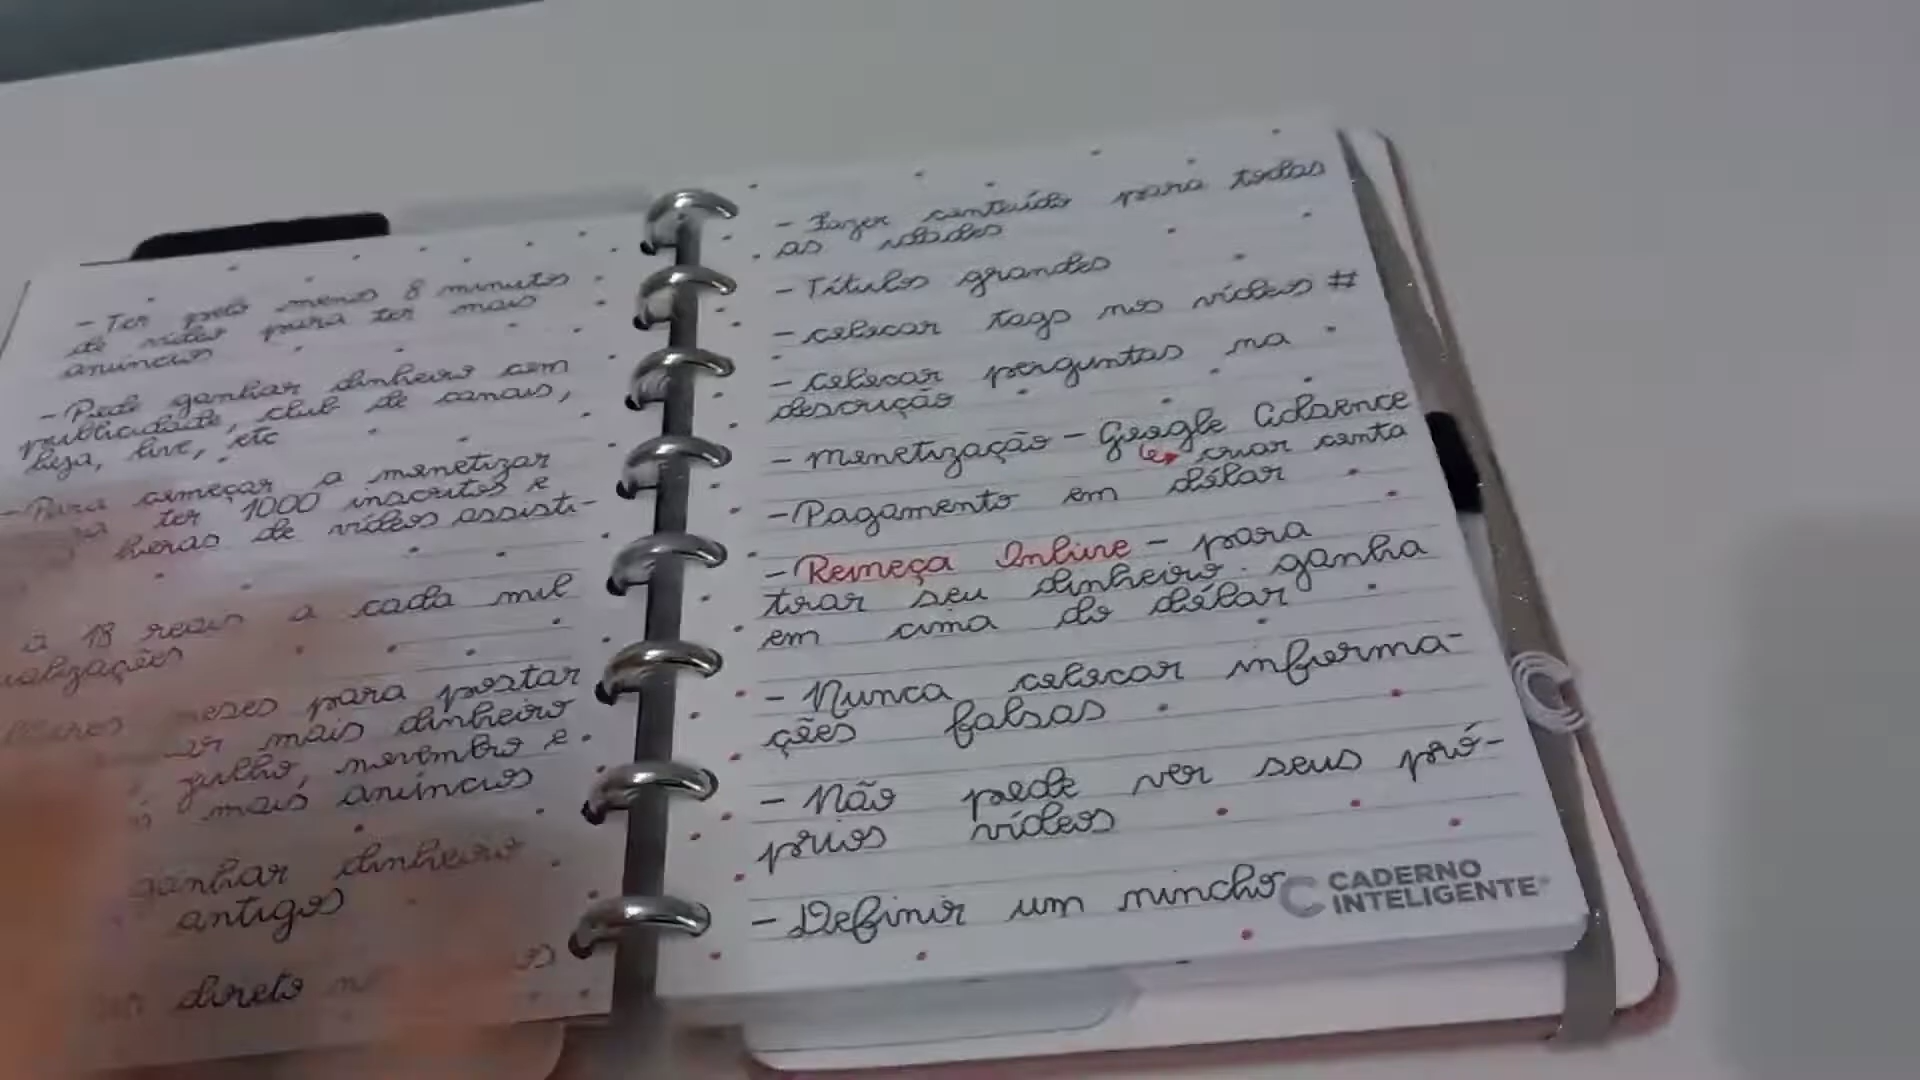 - Ter pelo menos 8 minutos
de vídeo para ter mais
anúncios
- Pode ganhar dinheiro com
publicidade, club de canais,
loja, live, etc
- Para começar a monetizar
ter 1000 inscritos e
horas de vídeos assisti-
a 18 reais a cada mil
meses para postar
mais dinheiro
julho, novembro e
mais anúncios
ganhar dinheiro
antigos
direto
- Fazer conteúdo para todas
as idades
- Títulos grandes
- colocar tags nos vídeos #
- Colocar perguntas na
descrição
- monetização - Google Adsence
criar conta
- Pagamento em dólar
- Remeça Online - para
tirar seu dinheiro. ganha
em cima do dólar
- Nunca colocar informa-
ções falsas
- Não pode ver seus pró-
prios vídeos
- Definir um nincho
CADERNO
INTELIGENTE